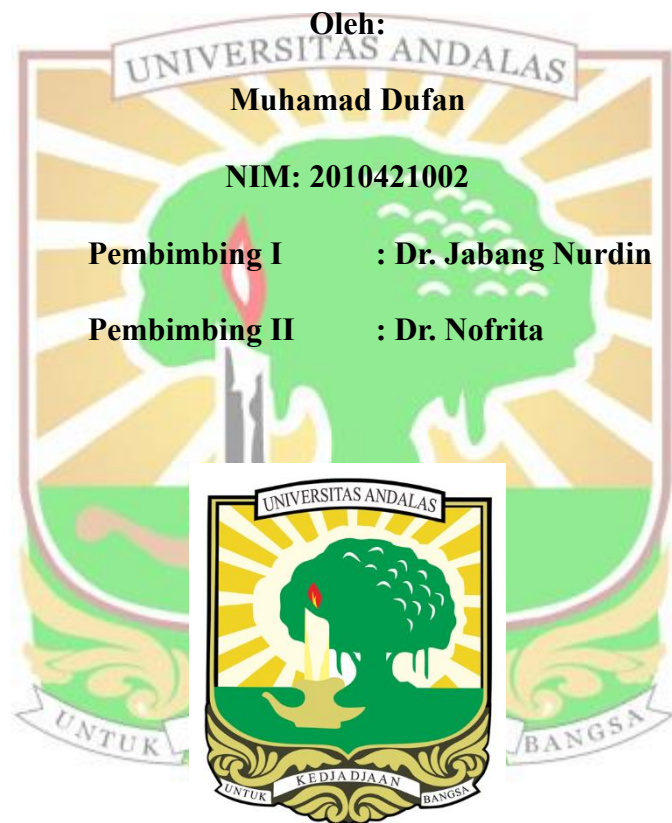 Oleh:
UNIVERSITAS ANDALAS
Muhamad Dufan
NIM: 2010421002
Pembimbing I : Dr. Jabang Nurdin
Pembimbing II : Dr. Nofrita
UNIVERSITAS ANDALAS
UNTUK BANGSA
UNTUK KEDJADJAAN BANGSA